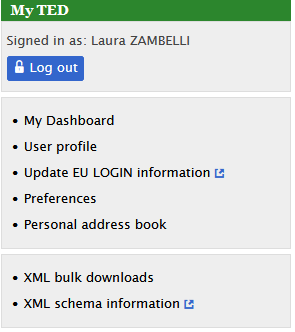 My TED
Signed in as: Laura ZAMBELLI
Log out
• My Dashboard
• User profile
• Update EU LOGIN information
• Preferences
• Personal address book
• XML bulk downloads
• XML schema information